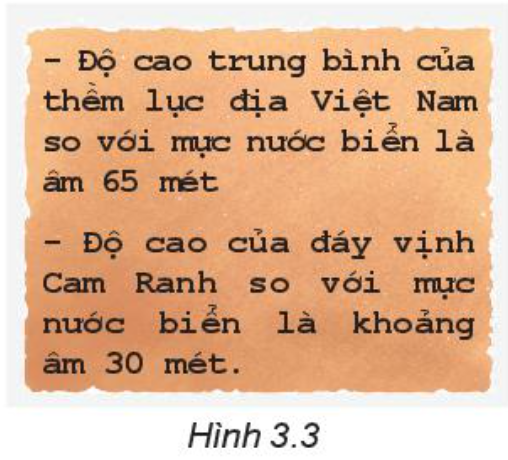 - Độ cao trung bình của
thềm lục địa Việt Nam
so với mực nước biển là
âm 65 mét
- Độ cao của đáy vịnh
Cam Ranh so với mực
nước biển là khoảng
âm 30 mét.
Hình 3.3